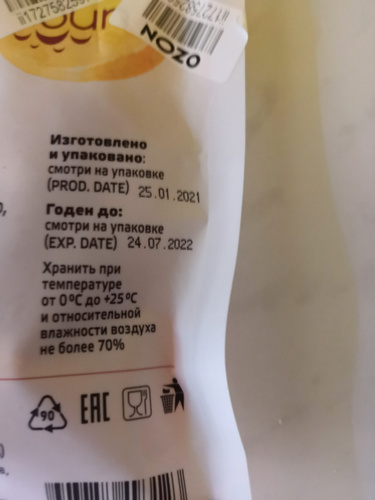 OZON
Изготовлено
и упаковано:
смотри на упаковке
(PROD. DATE) 25.01.2021
Годен до:
смотри на упаковке
(EXP. DATE) 24.07.2022
Хранить при
температуре
от 0°С до +25°С
и относительной
влажности воздуха
не более 70%
90
EAC